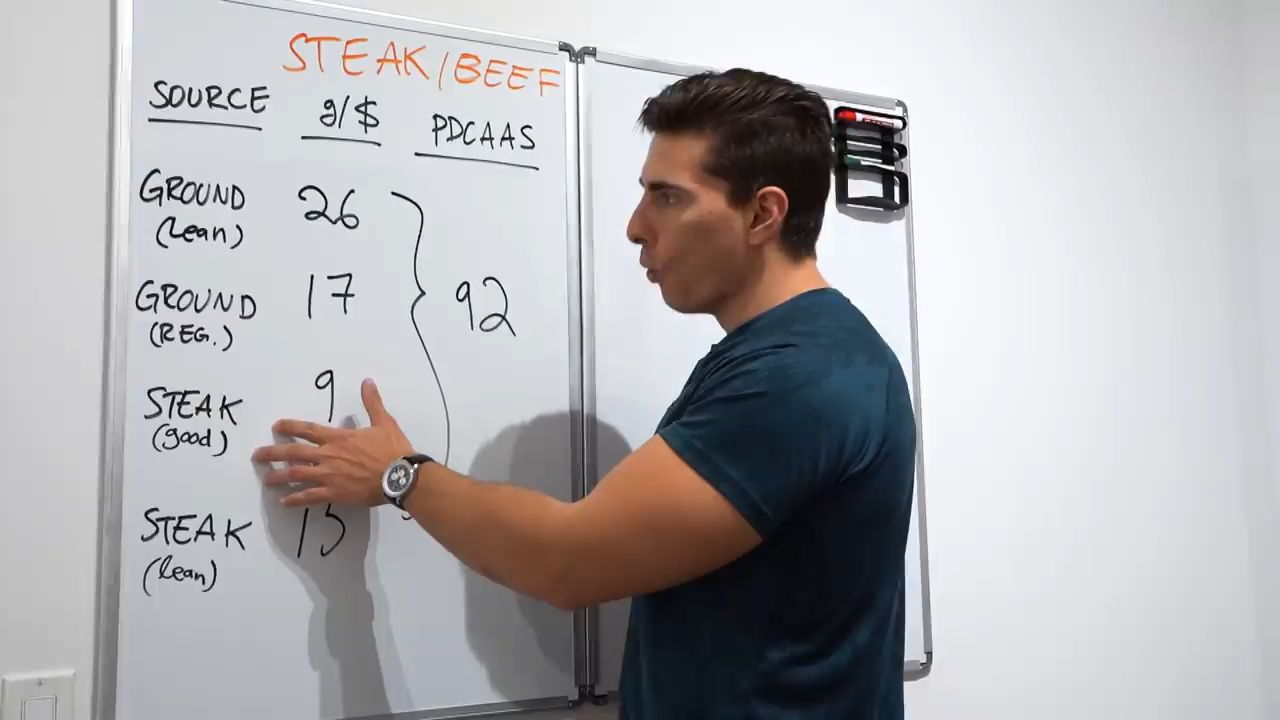 STEAK/BEEF
SOURCE g/$ PDCAAS
GROUND 26
(lean)
GROUND 17 92
(REG.)
STEAK 9
(good)
STEAK
(lean)